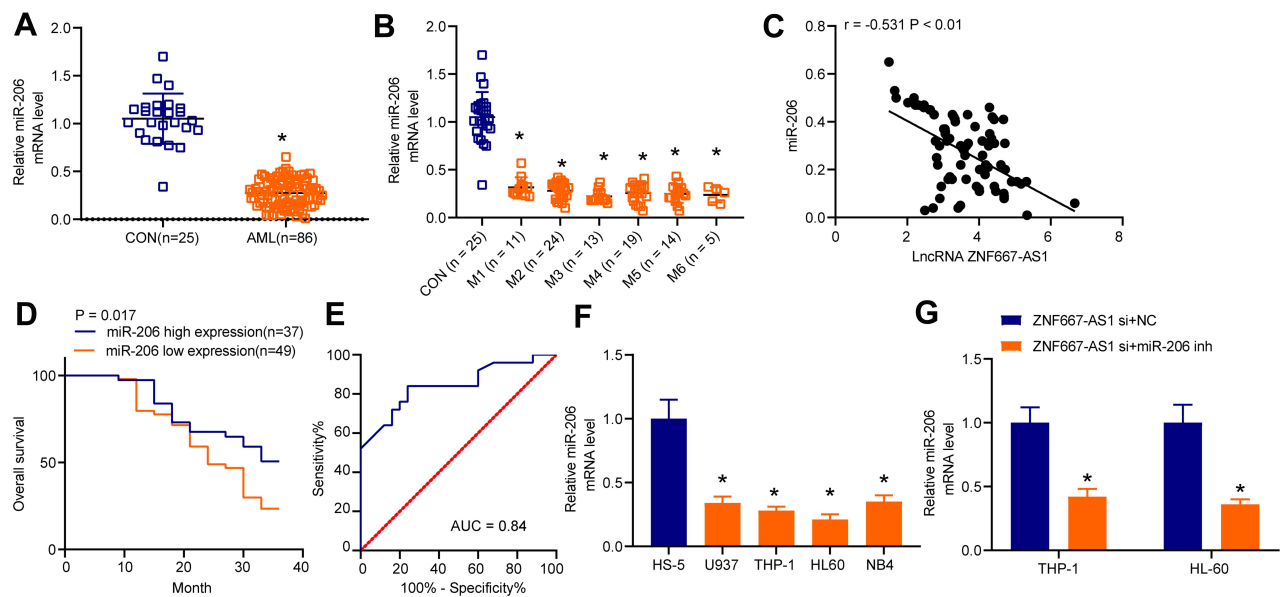 A
Relative miR-206
mRNA level
2.0
1.5
1.0
0.5
0.0
*
CON(n=25)
AML(n=86)
B
Relative miR-206
mRNA level
2.0
1.5
1.0
0.5
0.0
* * * * * *
CON (n = 25)
M1 (n = 11)
M2 (n = 24)
M3 (n = 13)
M4 (n = 19)
M5 (n = 14)
M6 (n = 5)
C
r = -0.531 P < 0.01
miR-206
0.8
0.6
0.4
0.2
0.0
0 2 4 6 8
LncRNA ZNF667-AS1
D
P = 0.017
miR-206 high expression(n=37)
miR-206 low expression(n=49)
Overall survival
100
50
0
0 10 20 30 40
Month
E
Sensitivity%
100
80
60
40
20
0
AUC = 0.84
0 20 40 60 80 100
100% - Specificity%
F
Relative miR-206
mRNA level
1.5
1.0
0.5
0.0
* * * *
HS-5 U937 THP-1 HL60 NB4
G
ZNF667-AS1 si+NC
ZNF667-AS1 si+miR-206 inh
Relative miR-206
mRNA level
1.5
1.0
0.5
0.0
* *
THP-1 HL-60